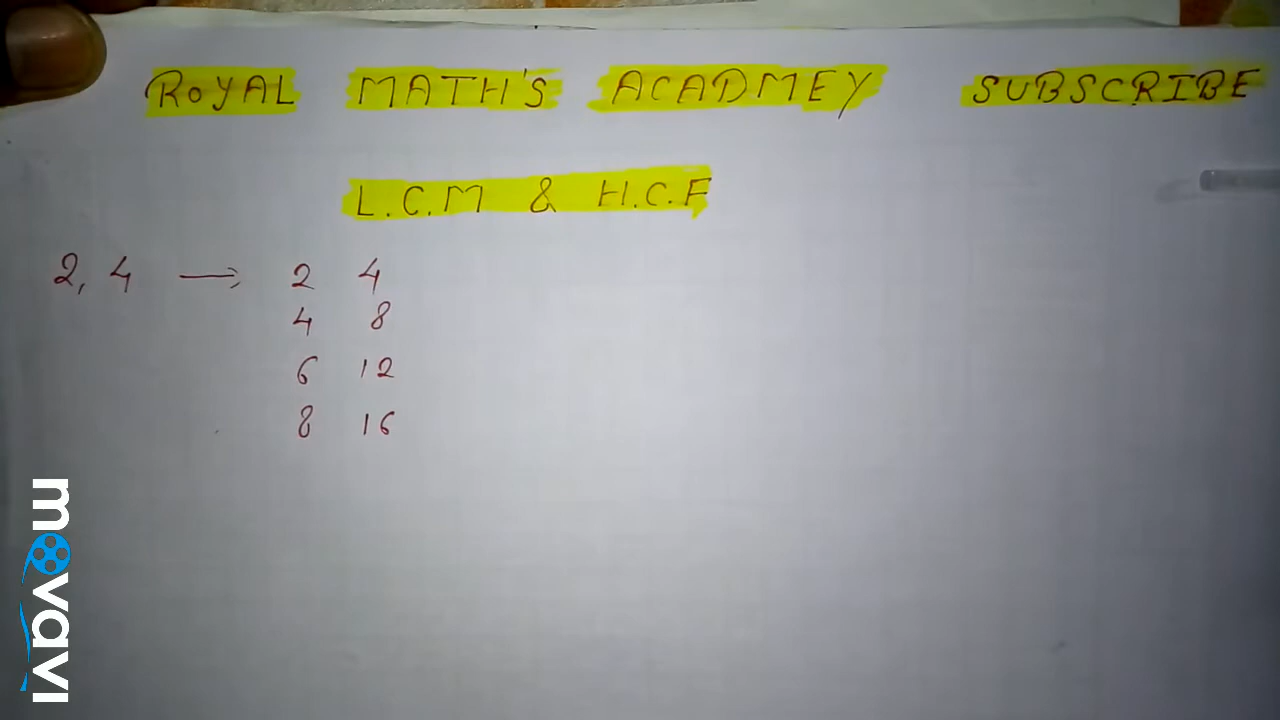 ROYAL MATH'S ACADMEY SUBSCRIBE
L.C.M & H.C.F
2, 4 → 2 4
4 8
6 12
8 16
movavi